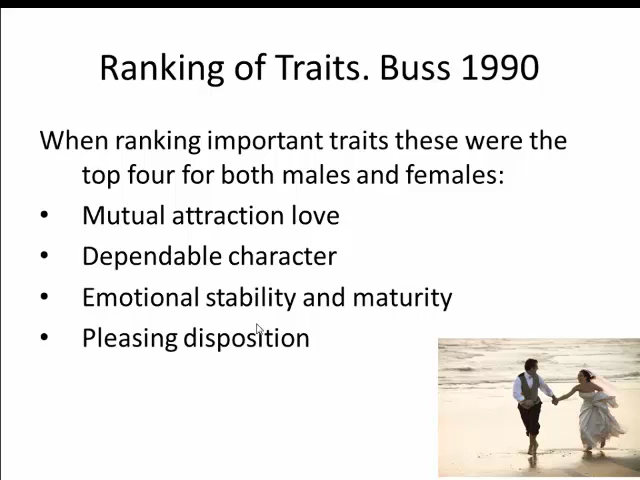 Ranking of Traits. Buss 1990
When ranking important traits these were the
top four for both males and females:
• Mutual attraction love
• Dependable character
• Emotional stability and maturity
• Pleasing disposition